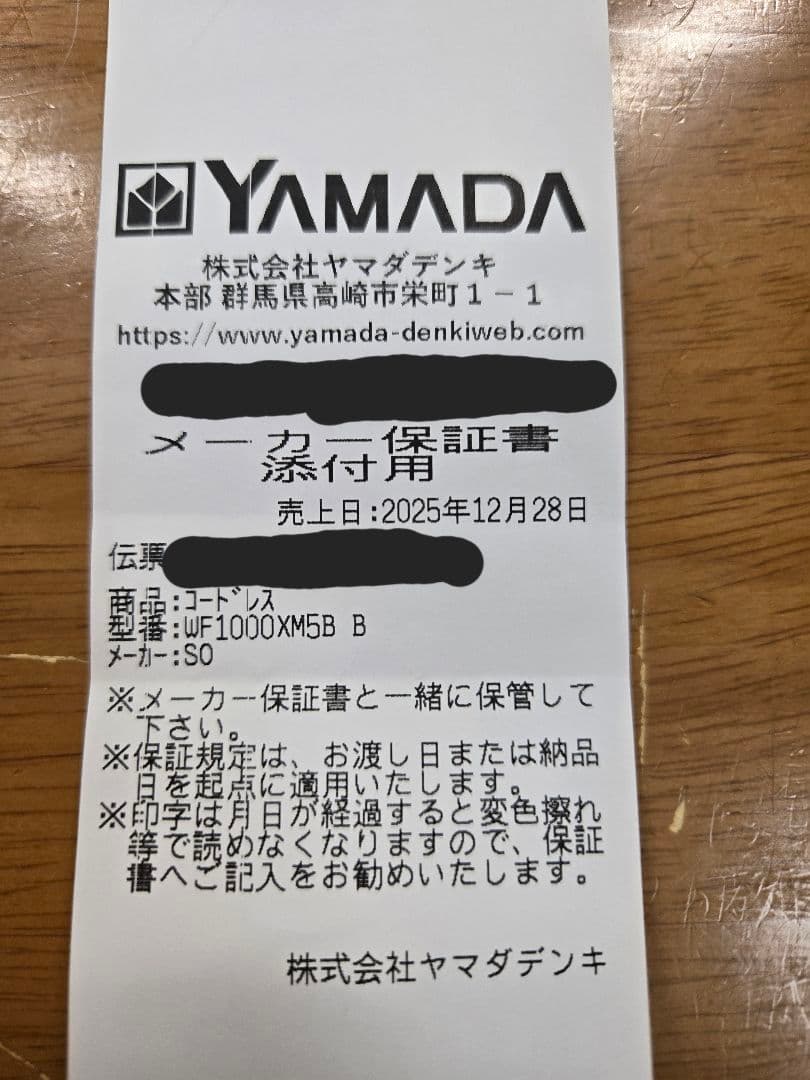 YAMADA
株式会社ヤマダデンキ
本部 群馬県高崎市栄町1-1
https://www.yamada-denkiweb.com
メーカー保証書
添付用
売上日:2025年12月28日
伝票
商品:コードレス
型番:WF1000XM5B B
メーカー:SO
※メーカー保証書と一緒に保管して
下さい。
※保証規定は、お渡し日または納品
日を起点に適用いたします。
※印字は月日が経過すると変色擦れ
等で読めなくなりますので、保証
書へご記入をお勧めいたします。
株式会社ヤマダデンキ